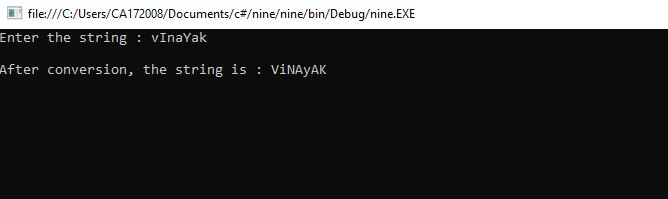 file:///C:/Users/CA172008/Documents/c#/nine/nine/bin/Debug/nine.EXE
Enter the string : vInaYak
After conversion, the string is : ViNAyAK